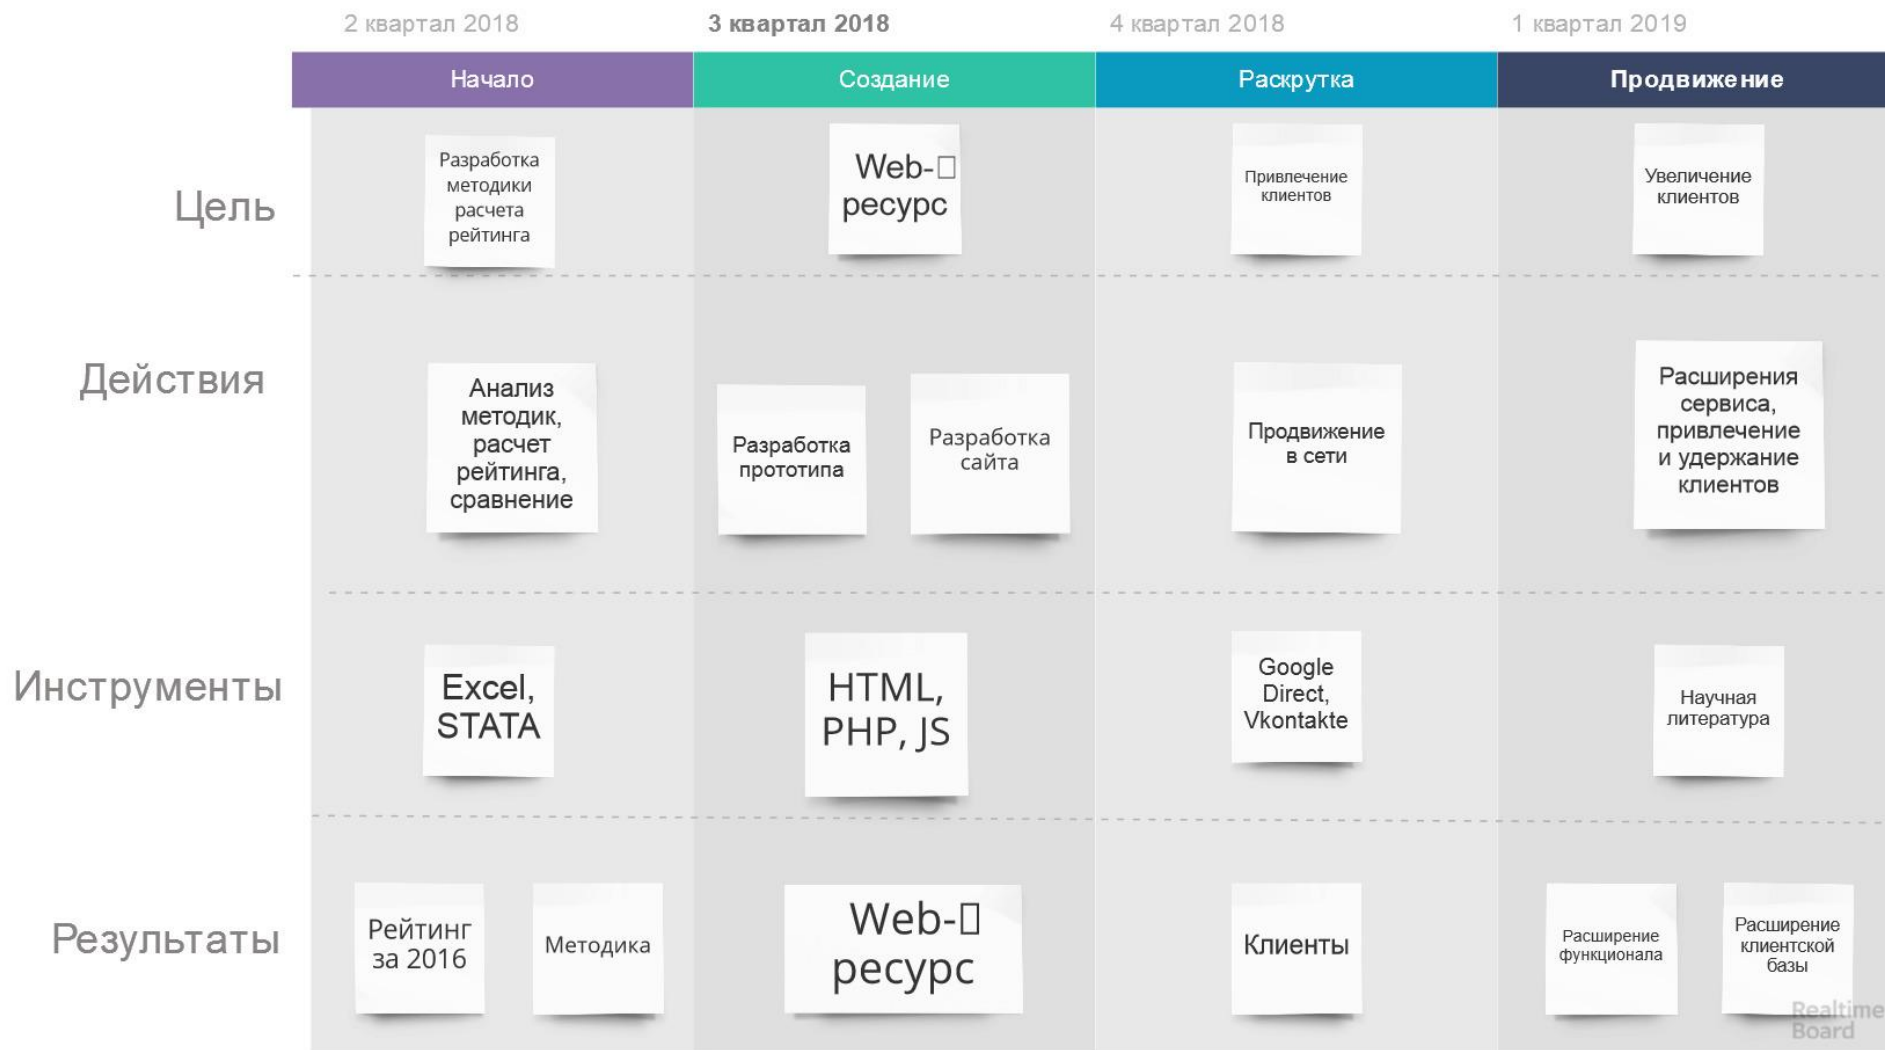 2 квартал 2018
3 квартал 2018
4 квартал 2018
1 квартал 2019
Начало
Создание
Раскрутка
Продвижение
Цель
Разработка
методики
расчета
рейтинга
Web-
ресурс
Привлечение
клиентов
Увеличение
клиентов
Действия
Анализ
методик,
расчет
рейтинга,
сравнение
Разработка
прототипа
Разработка
сайта
Продвижение
в сети
Расширения
сервиса,
привлечение
и удержание
клиентов
Инструменты
Excel,
STATA
HTML,
PHP, JS
Google
Direct,
Vkontakte
Научная
литература
Результаты
Рейтинг
за 2016
Методика
Web-
ресурс
Клиенты
Расширение
функционала
Расширение
клиентской
базы
Realtime
Board